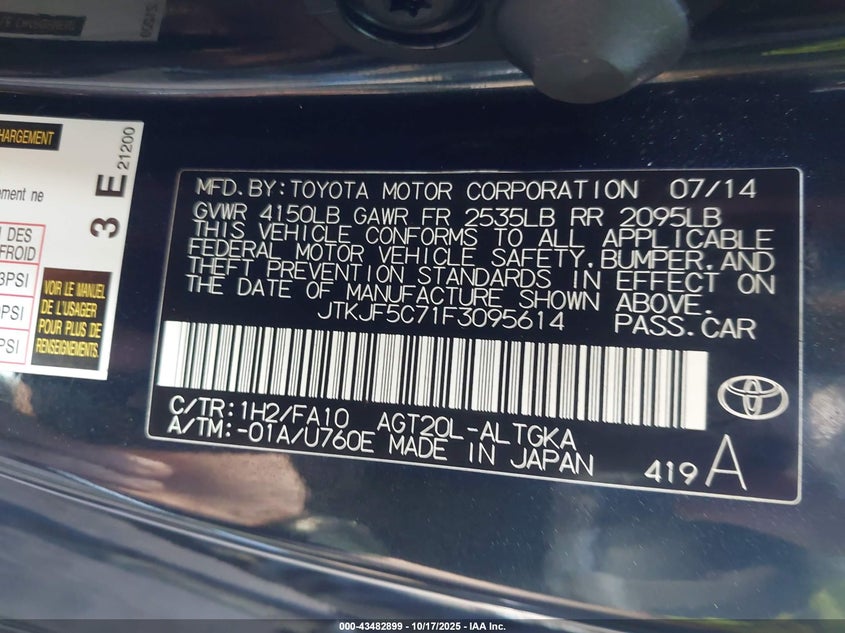 CHARGEMENT
ement ne
DES
FROID
3PSI
PSI
PSI
3 E 21200
VOIR LE MANUEL
DE L'USAGER
POUR PLUS DE
RENSEIGNEMENTS.
MFD. BY: TOYOTA MOTOR CORPORATION 07/14
GVWR 4150LB GAWR FR 2535LB RR 2095LB
THIS VEHICLE CONFORMS TO ALL APPLICABLE
FEDERAL MOTOR VEHICLE SAFETY, BUMPER, AND
THEFT PREVENTION STANDARDS IN EFFECT ON
THE DATE OF MANUFACTURE SHOWN ABOVE.
JTKJF5C71F3095614 PASS. CAR
C/TR: 1H2/FA10 AGT20L-ALTGKA
A/TM: -01A/U760E MADE IN JAPAN
419 A
000-43482899 - 10/17/2025 - IAA Inc.